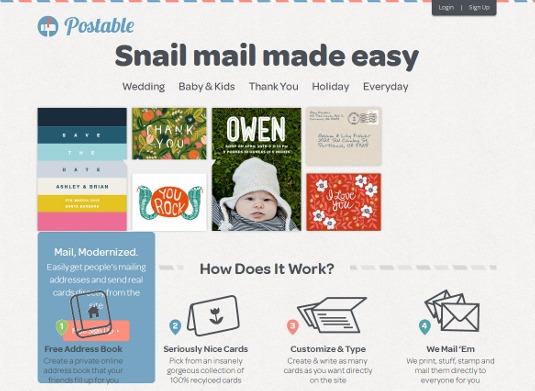 Login | Sign Up
Postable
Snail mail made easy
Wedding Baby & Kids Thank You Holiday Everyday
SAVE
THE
DATE
ASHLEY & BRIAN
THANK
YOU
OWEN
YOU
ROCK
I love
you
Mail, Modernized.
Easily get people's mailing
addresses and send real
cards directly from the
site.
How Does It Work?
1
Free Address Book
Create a private online
address book that your
friends fill up for you
2
Seriously Nice Cards
Pick from an insanely
gorgeous collection of
100% recylced cards
3
Customize & Type
Create & write as many
cards as you want directly
on the site
4
We Mail 'Em
We print, stuff, stamp and
mail them directly to
everyone for you